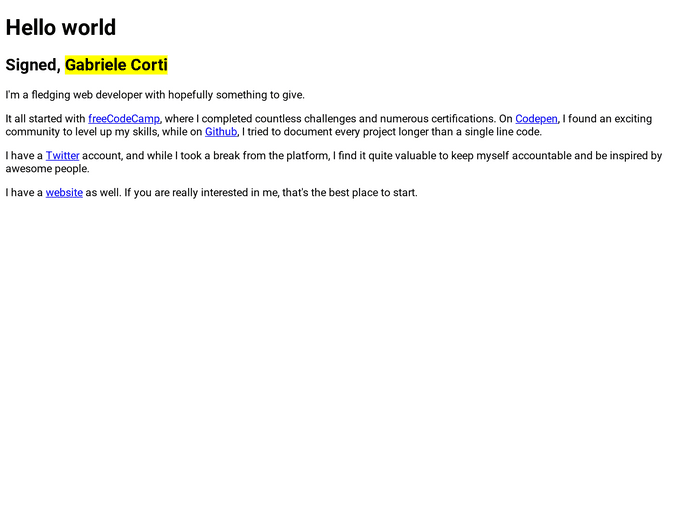 Hello world
Signed, Gabriele Corti
I'm a fledging web developer with hopefully something to give.
It all started with freeCodeCamp, where I completed countless challenges and numerous certifications. On Codepen, I found an exciting
community to level up my skills, while on Github, I tried to document every project longer than a single line code.
I have a Twitter account, and while I took a break from the platform, I find it quite valuable to keep myself accountable and be inspired by
awesome people.
I have a website as well. If you are really interested in me, that's the best place to start.